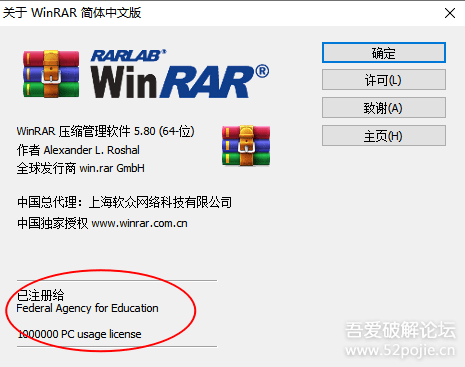 关于 WinRAR 简体中文版
RARLAB®
WinRAR®
WinRAR 压缩管理软件 5.80 (64-位)
作者 Alexander L. Roshal
全球发行商 win.rar GmbH
中国总代理：上海软众网络科技有限公司
中国独家授权 www.winrar.com.cn
已注册给
Federal Agency for Education
1000000 PC usage license
确定
许可(L)
致谢(A)
主页(H)
吾爱破解论坛
www.52pojie.cn